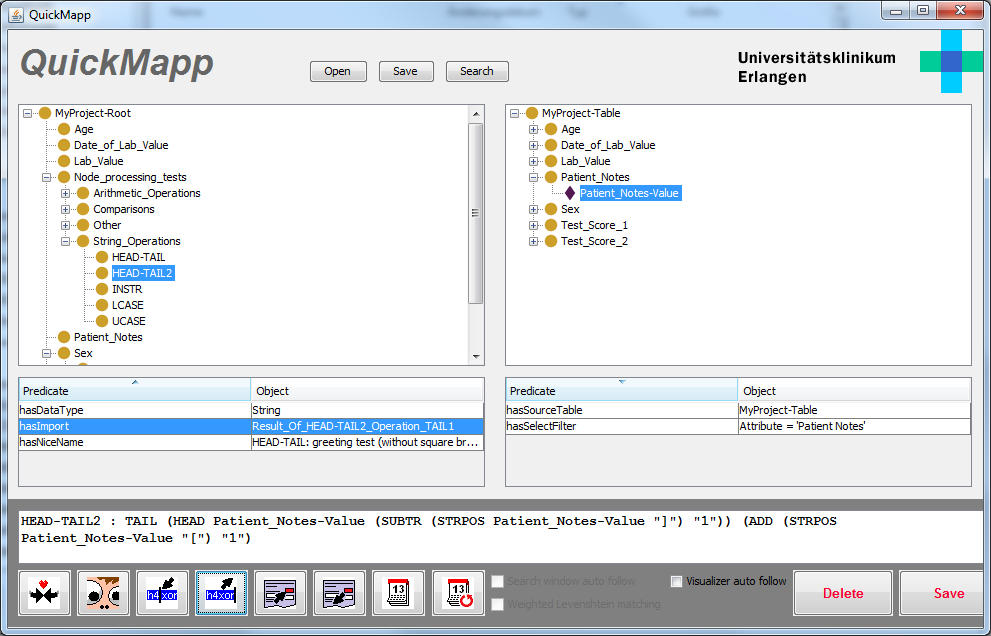 QuickMapp
QuickMapp
Open
Save
Search
Universitätsklinikum
Erlangen
MyProject-Root
Age
Date_of_Lab_Value
Lab_Value
Node_processing_tests
Arithmetic_Operations
Comparisons
Other
String_Operations
HEAD-TAIL
HEAD-TAIL2
INSTR
LCASE
UCASE
Patient_Notes
Sex
MyProject-Table
Age
Date_of_Lab_Value
Lab_Value
Patient_Notes
Patient_Notes-Value
Sex
Test_Score_1
Test_Score_2
Predicate Object
hasDataType String
hasImport Result_Of_HEAD-TAIL2_Operation_TAIL1
hasNiceName HEAD-TAIL: greeting test (without square br...
Predicate Object
hasSourceTable MyProject-Table
hasSelectFilter Attribute = 'Patient Notes'
HEAD-TAIL2 : TAIL (HEAD Patient_Notes-Value (SUBTR (STRPOS Patient_Notes-Value "]") "1")) (ADD (STRPOS
Patient_Notes-Value "[") "1")
h4xor
h4xor
13
13
Search window auto follow
Weighted Levenshtein matching
Visualizer auto follow
Delete
Save